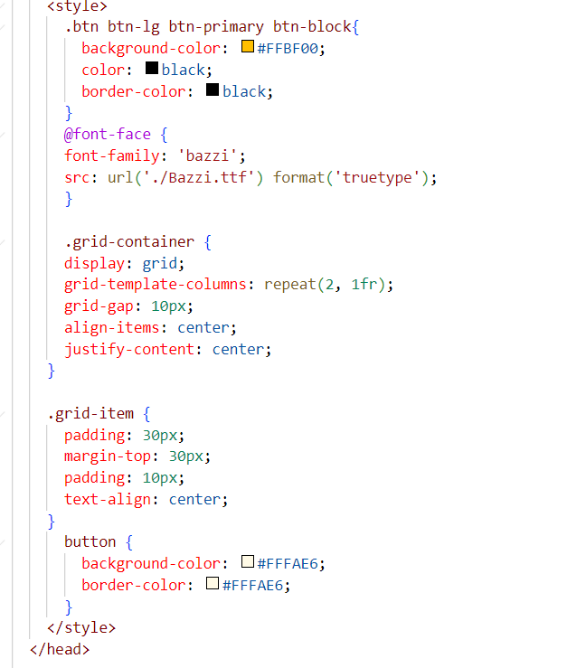 <style>
.btn btn-lg btn-primary btn-block{
background-color: #FFBF00;
color: black;
border-color: black;
}
@font-face {
font-family: 'bazzi';
src: url('./Bazzi.ttf') format('truetype');
}
.grid-container {
display: grid;
grid-template-columns: repeat(2, 1fr);
grid-gap: 10px;
align-items: center;
justify-content: center;
}
.grid-item {
padding: 30px;
margin-top: 30px;
padding: 10px;
text-align: center;
}
button {
background-color: #FFFAE6;
border-color: #FFFAE6;
}
</style>
</head>